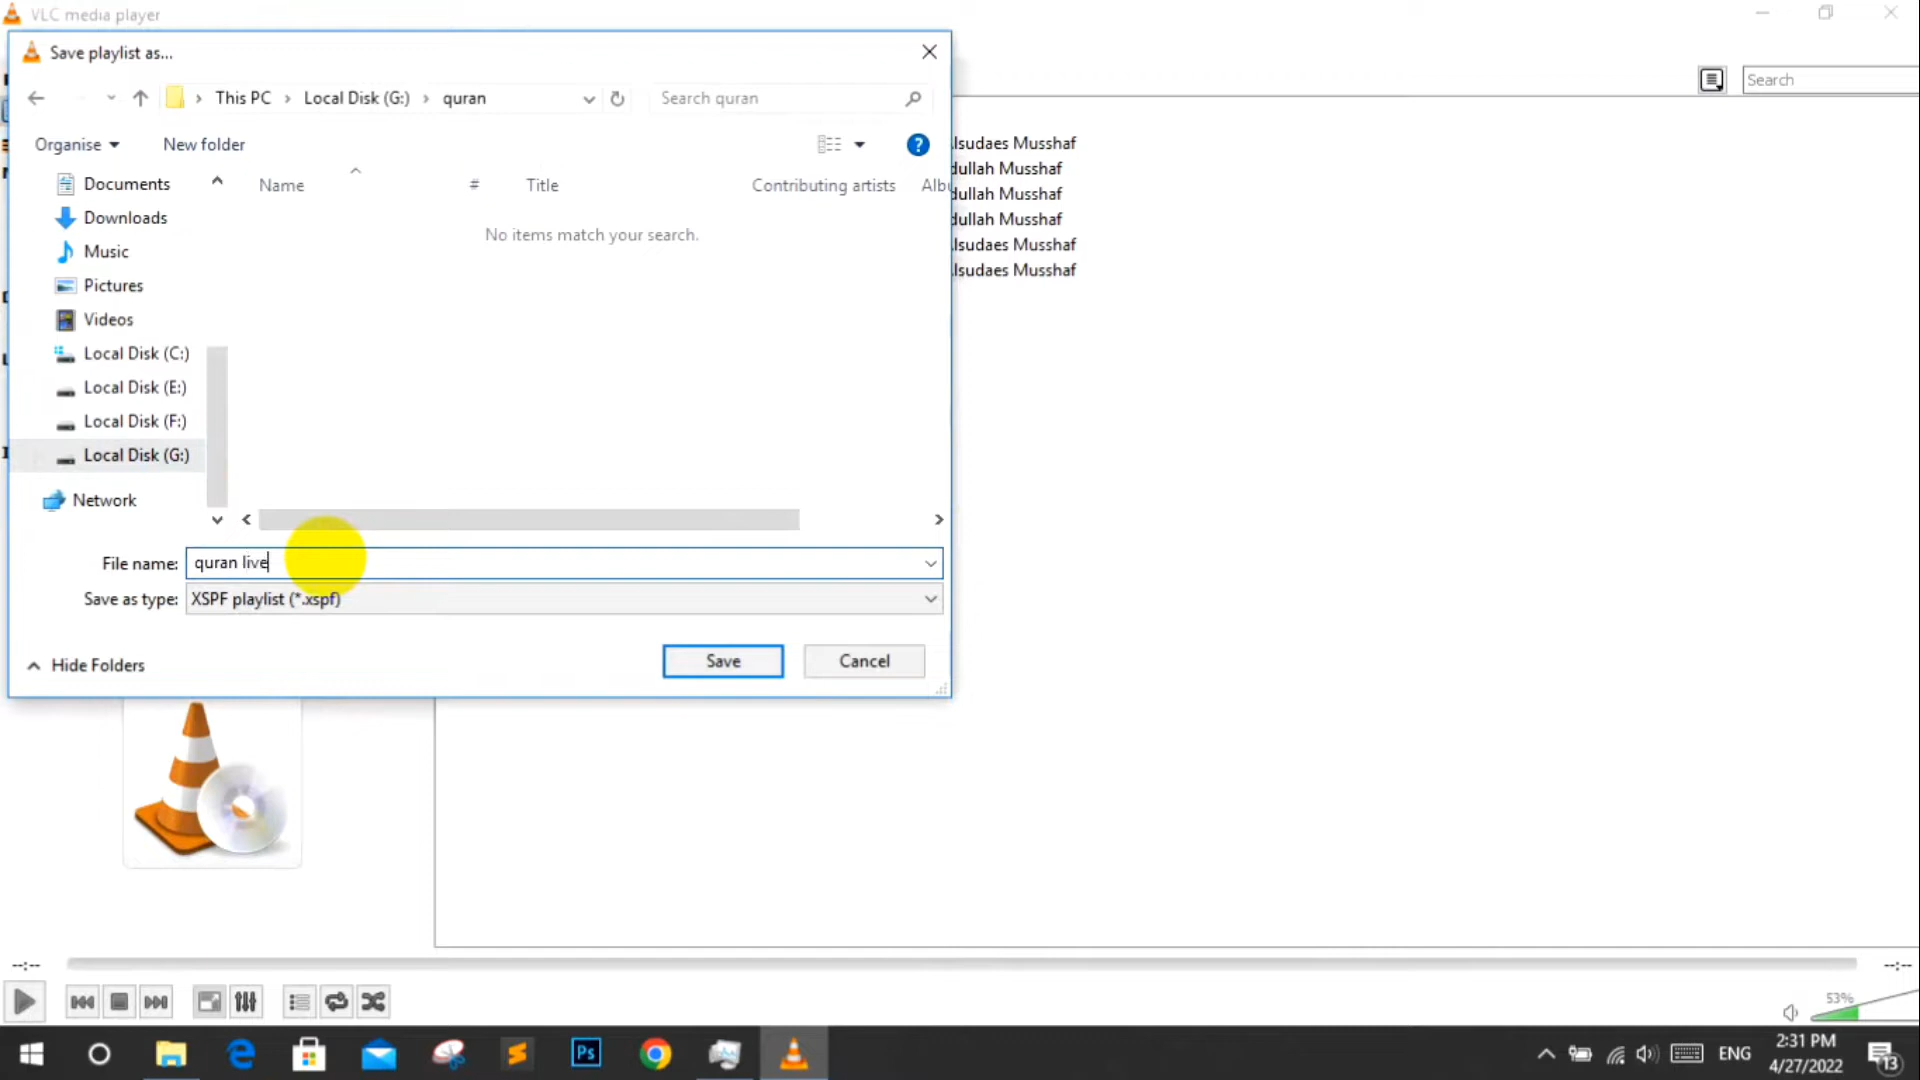 VLC media player
Save playlist as...
This PC › Local Disk (G:) › quran
Search quran
Search
Organise
New folder
?
Name
#
Title
Contributing artists
Documents
Downloads
Music
Pictures
Videos
Local Disk (C:)
Local Disk (E:)
Local Disk (F:)
Local Disk (G:)
Network
No items match your search.
lsudaes Musshaf
dullah Musshaf
dullah Musshaf
dullah Musshaf
lsudaes Musshaf
lsudaes Musshaf
File name: quran live
Save as type: XSPF playlist (*.xspf)
Hide Folders
Save
Cancel
--:--
--:--
53%
Ps
ENG
2:31 PM
4/27/2022
13